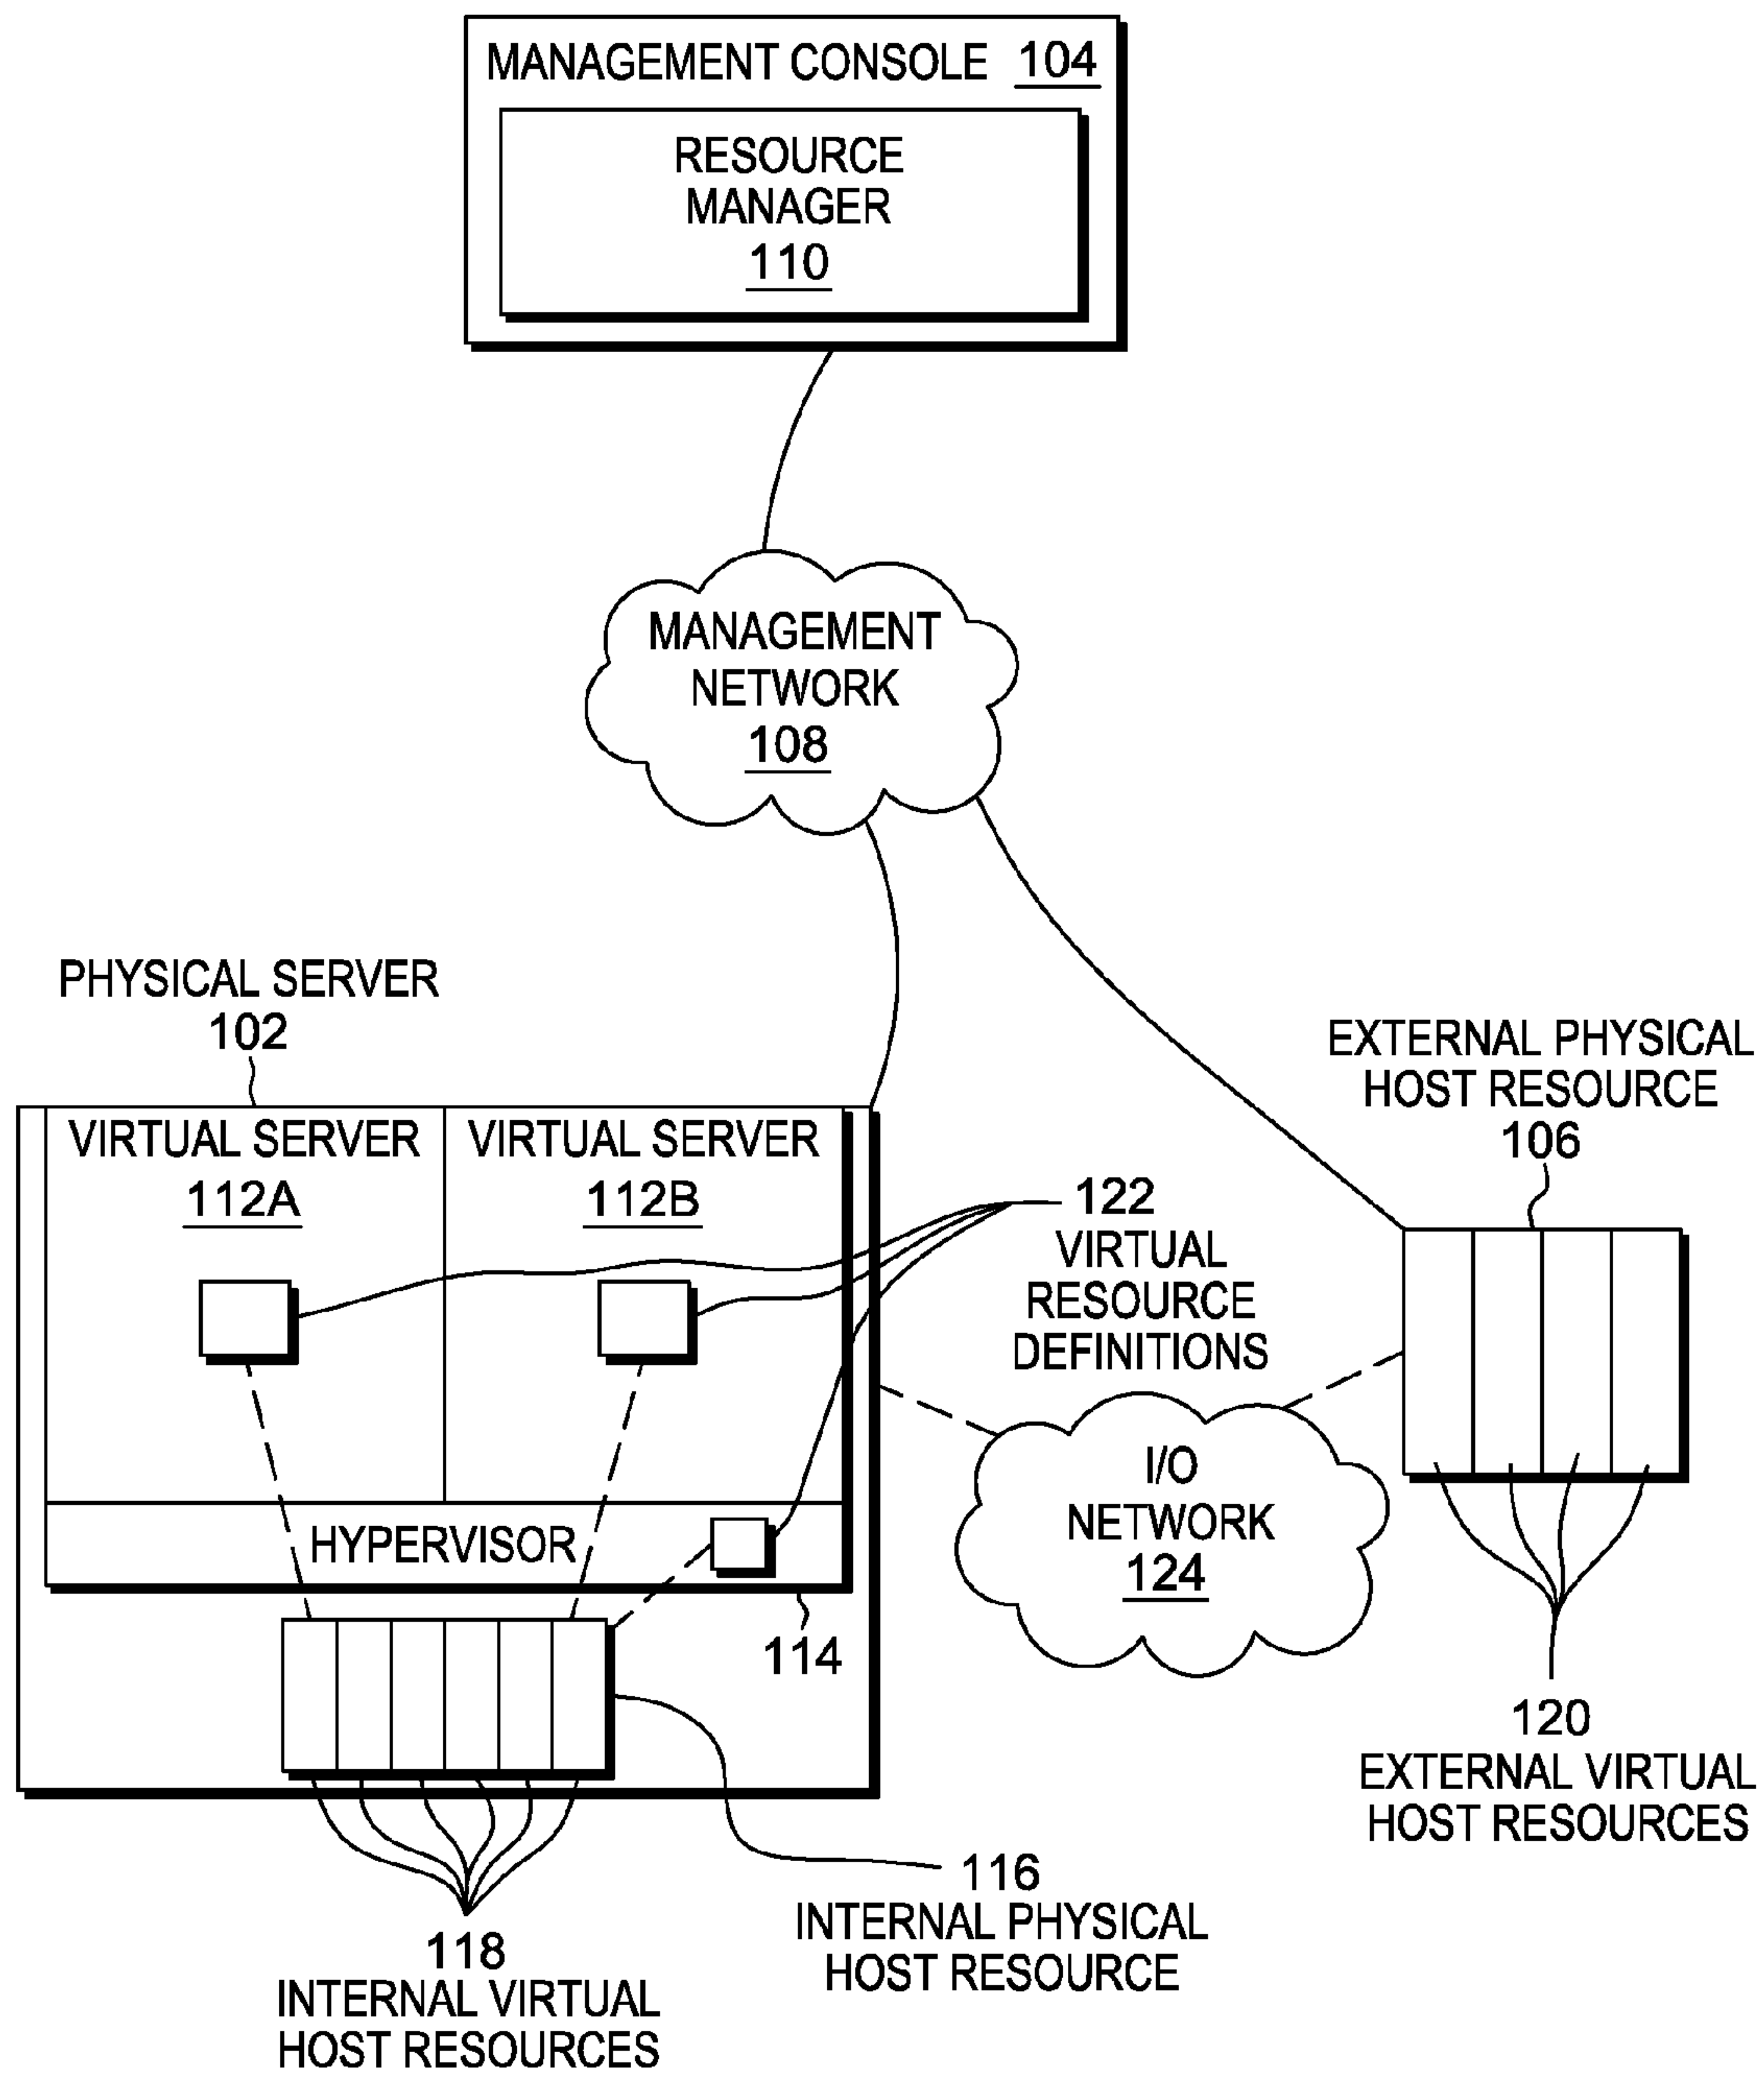 MANAGEMENT CONSOLE 104
RESOURCE
MANAGER
110
MANAGEMENT
NETWORK
108
PHYSICAL SERVER
102
EXTERNAL PHYSICAL
HOST RESOURCE
106
VIRTUAL SERVER
112A
VIRTUAL SERVER
112B
122
VIRTUAL
RESOURCE
DEFINITIONS
I/O
NETWORK
124
HYPERVISOR
114
120
EXTERNAL VIRTUAL
HOST RESOURCES
116
INTERNAL PHYSICAL
HOST RESOURCE
118
INTERNAL VIRTUAL
HOST RESOURCES